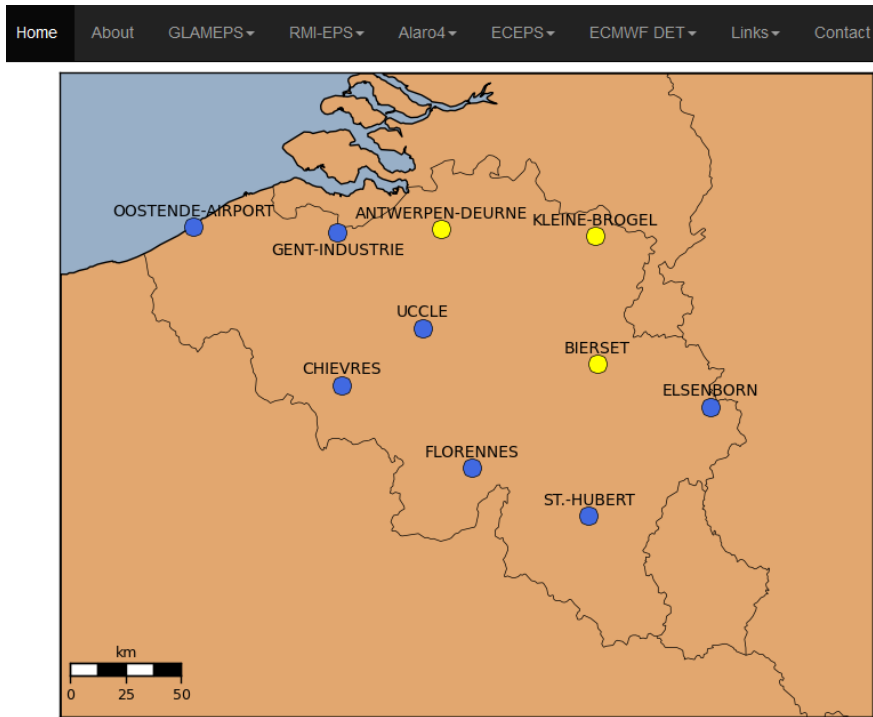 Home About GLAMEPS RMI-EPS Alaro4 ECEPS ECMWF DET Links Contact
OOSTENDE-AIRPORT
ANTWERPEN-DEURNE
KLEINE-BROGEL
GENT-INDUSTRIE
UCCLE
BIERSET
CHIEVRES
ELSENBORN
FLORENNES
ST.-HUBERT
km
0 25 50